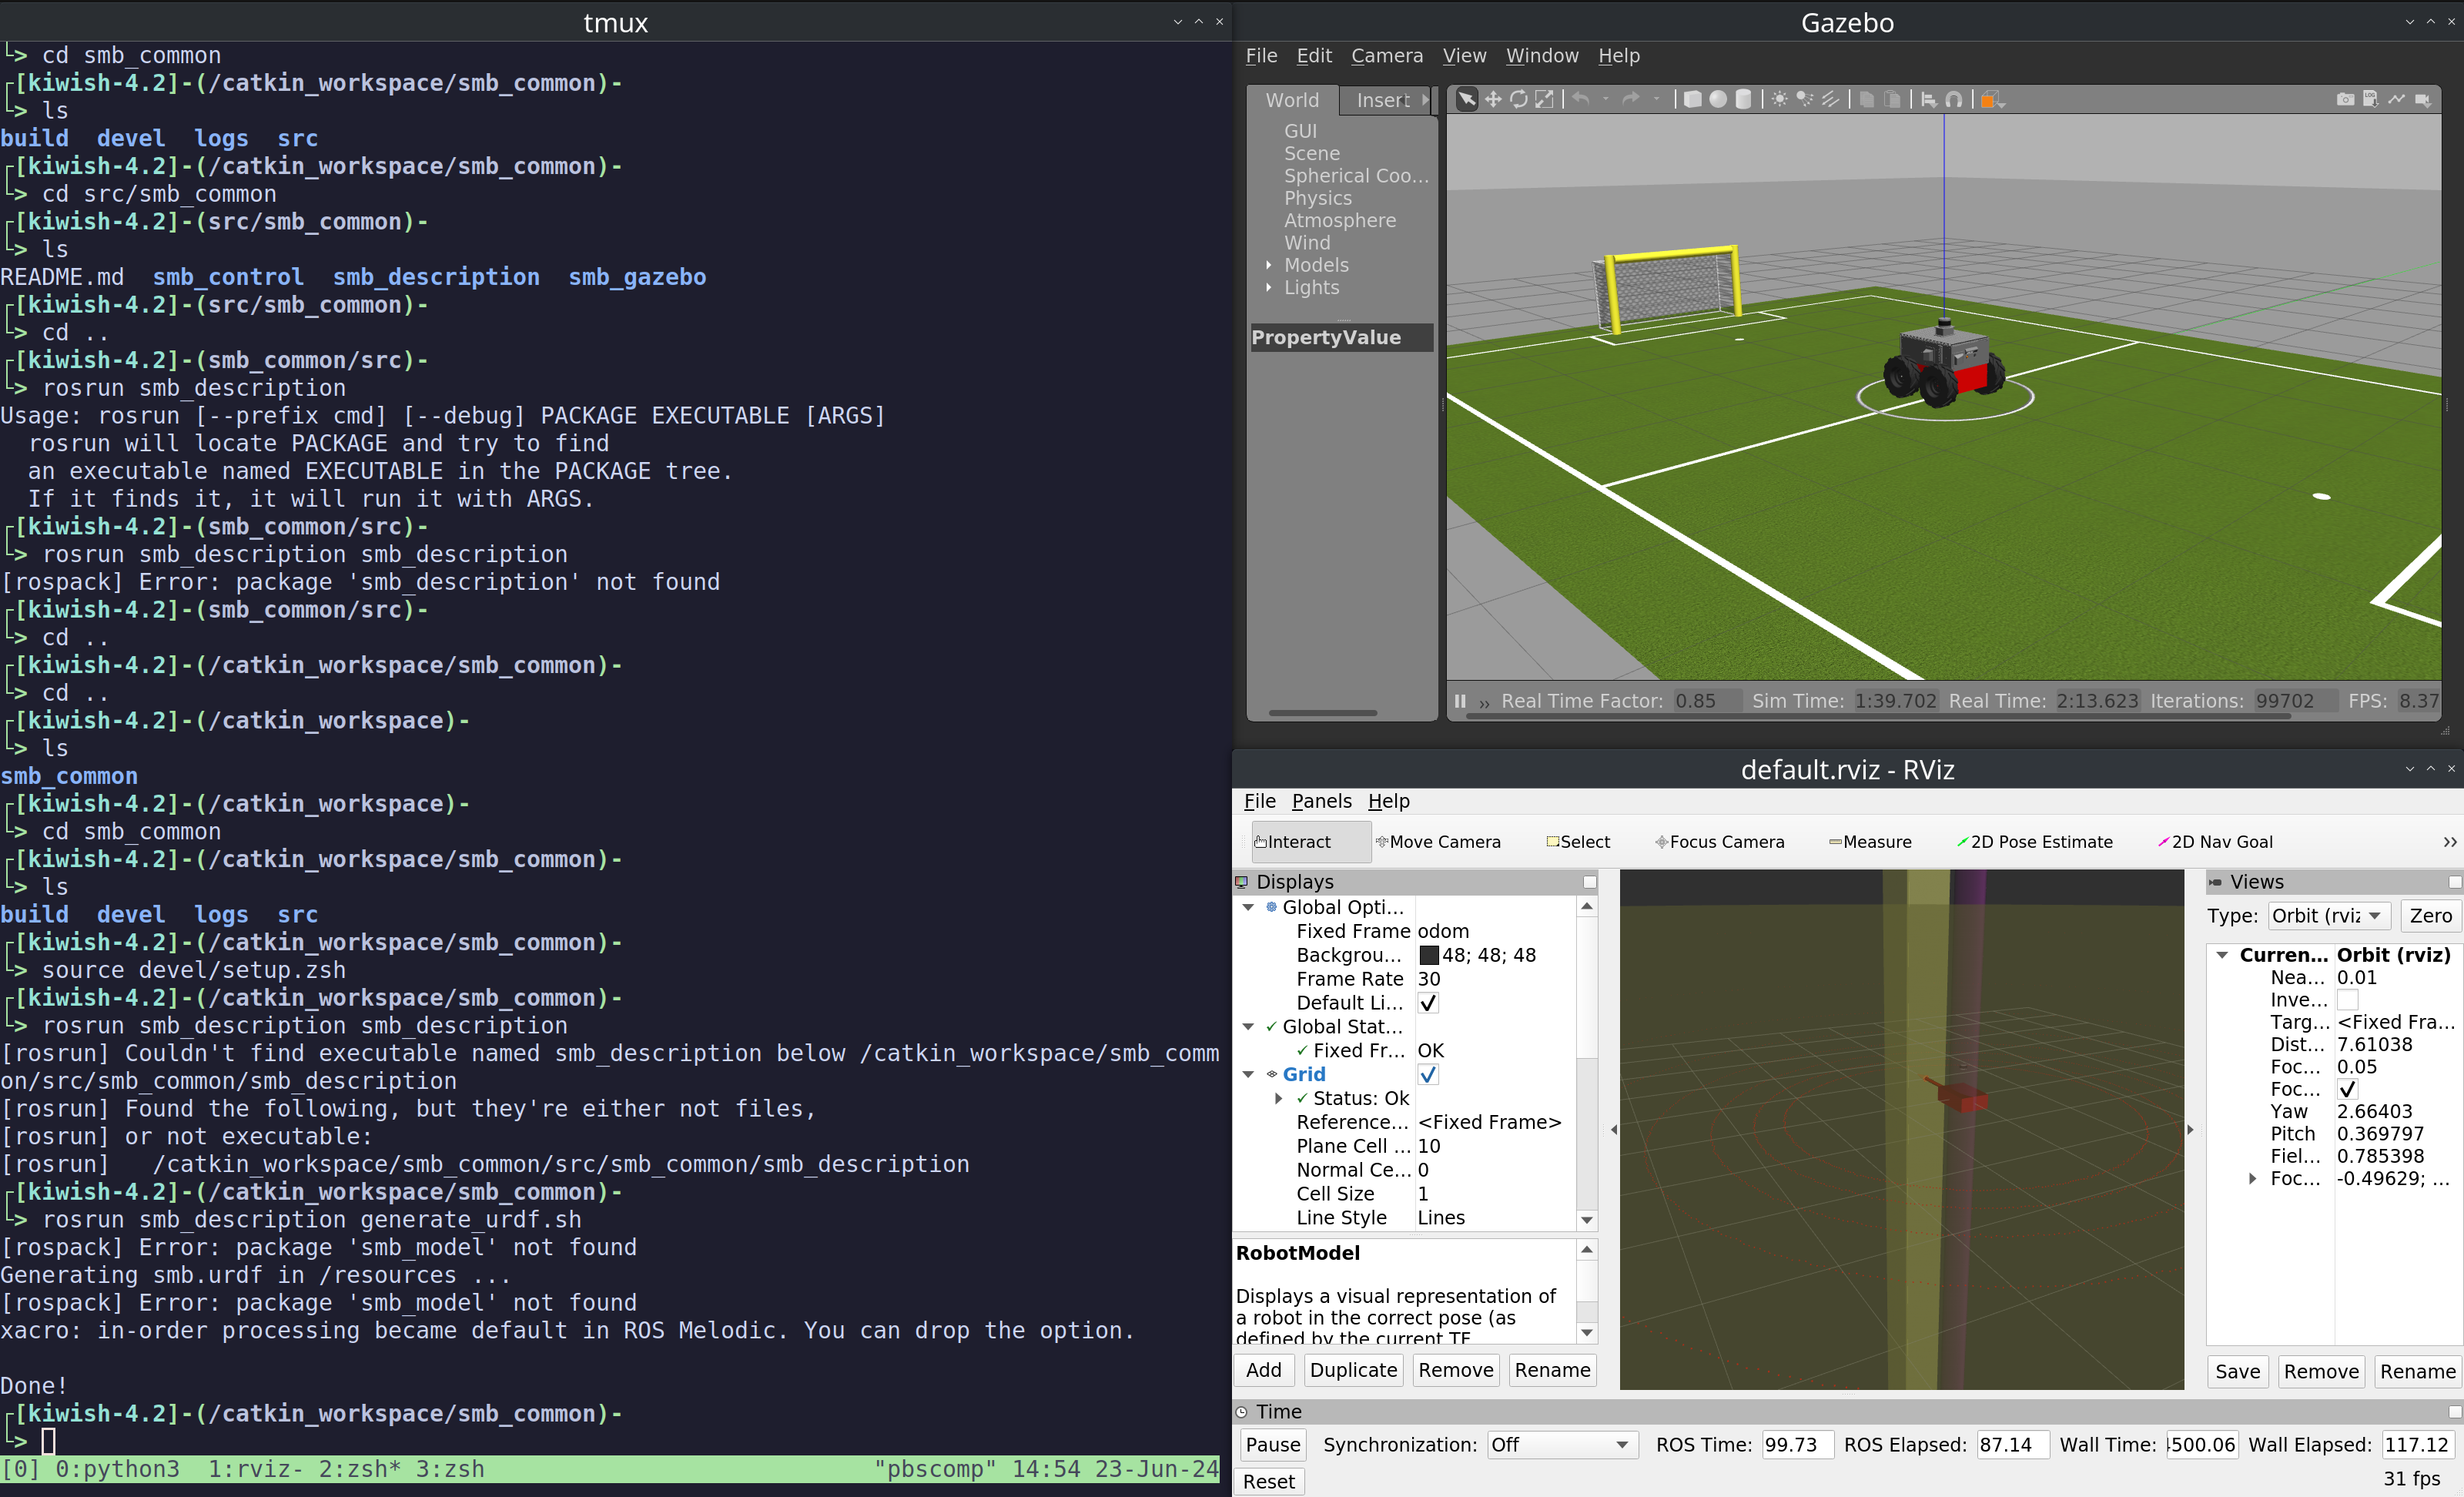 tmux
└> cd smb_common
┌[kiwish-4.2]-(/catkin_workspace/smb_common)-
└> ls
build  devel  logs  src
┌[kiwish-4.2]-(/catkin_workspace/smb_common)-
└> cd src/smb_common
┌[kiwish-4.2]-(src/smb_common)-
└> ls
README.md  smb_control  smb_description  smb_gazebo
┌[kiwish-4.2]-(src/smb_common)-
└> cd ..
┌[kiwish-4.2]-(smb_common/src)-
└> rosrun smb_description
Usage: rosrun [--prefix cmd] [--debug] PACKAGE EXECUTABLE [ARGS]
  rosrun will locate PACKAGE and try to find
  an executable named EXECUTABLE in the PACKAGE tree.
  If it finds it, it will run it with ARGS.
┌[kiwish-4.2]-(smb_common/src)-
└> rosrun smb_description smb_description
[rospack] Error: package 'smb_description' not found
┌[kiwish-4.2]-(smb_common/src)-
└> cd ..
┌[kiwish-4.2]-(/catkin_workspace/smb_common)-
└> cd ..
┌[kiwish-4.2]-(/catkin_workspace)-
└> ls
smb_common
┌[kiwish-4.2]-(/catkin_workspace)-
└> cd smb_common
┌[kiwish-4.2]-(/catkin_workspace/smb_common)-
└> ls
build  devel  logs  src
┌[kiwish-4.2]-(/catkin_workspace/smb_common)-
└> source devel/setup.zsh
┌[kiwish-4.2]-(/catkin_workspace/smb_common)-
└> rosrun smb_description smb_description
[rosrun] Couldn't find executable named smb_description below /catkin_workspace/smb_comm
on/src/smb_common/smb_description
[rosrun] Found the following, but they're either not files,
[rosrun] or not executable:
[rosrun]   /catkin_workspace/smb_common/src/smb_common/smb_description
┌[kiwish-4.2]-(/catkin_workspace/smb_common)-
└> rosrun smb_description generate_urdf.sh
[rospack] Error: package 'smb_model' not found
Generating smb.urdf in /resources ...
[rospack] Error: package 'smb_model' not found
xacro: in-order processing became default in ROS Melodic. You can drop the option.
Done!
┌[kiwish-4.2]-(/catkin_workspace/smb_common)-
└>
[0] 0:python3  1:rviz- 2:zsh* 3:zsh "pbscomp" 14:54 23-Jun-24
Gazebo
File Edit Camera View Window Help
World Insert
GUI
Scene
Spherical Coo...
Physics
Atmosphere
Wind
Models
Lights
PropertyValue
Real Time Factor: 0.85 Sim Time: 1:39.702 Real Time: 2:13.623 Iterations: 99702 FPS: 8.37
default.rviz - RViz
File Panels Help
Interact Move Camera Select Focus Camera Measure 2D Pose Estimate 2D Nav Goal »
Displays
Global Opti...
Fixed Frame odom
Backgrou... 48; 48; 48
Frame Rate 30
Default Li...
Global Stat...
Fixed Fr... OK
Grid
Status: Ok
Reference... <Fixed Frame>
Plane Cell ... 10
Normal Ce... 0
Cell Size 1
Line Style Lines
RobotModel
Displays a visual representation of
a robot in the correct pose (as
defined by the current TF
Add Duplicate Remove Rename
Views
Type: Orbit (rviz Zero
Curren... Orbit (rviz)
Nea... 0.01
Inve...
Targ... <Fixed Fra...
Dist... 7.61038
Foc... 0.05
Foc...
Yaw 2.66403
Pitch 0.369797
Fiel... 0.785398
Foc... -0.49629; ...
Save Remove Rename
Time
Pause Synchronization: Off ROS Time: 99.73 ROS Elapsed: 87.14 Wall Time: 500.06 Wall Elapsed: 117.12
Reset 31 fps